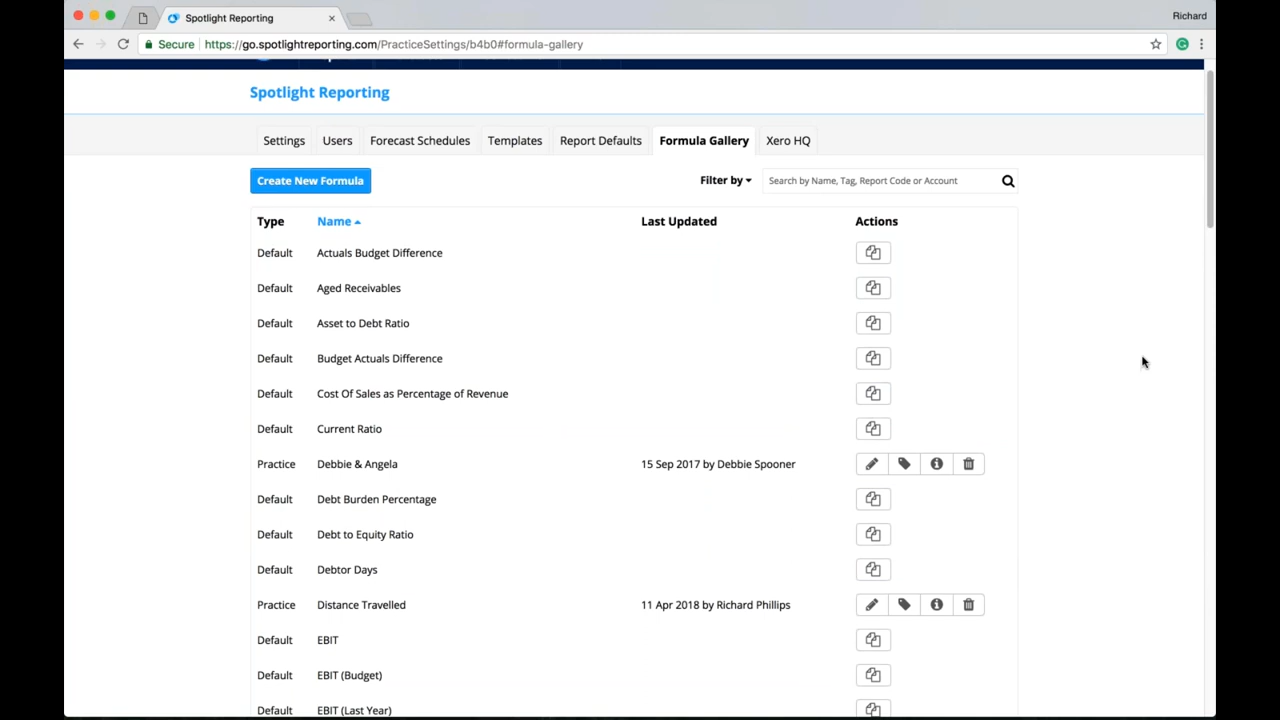 Spotlight Reporting
Richard
Secure https://go.spotlightreporting.com/PracticeSettings/b4b0#formula-gallery
Spotlight Reporting
Settings Users Forecast Schedules Templates Report Defaults Formula Gallery Xero HQ
Create New Formula Filter by Search by Name, Tag, Report Code or Account
Type Name Last Updated Actions
Default Actuals Budget Difference
Default Aged Receivables
Default Asset to Debt Ratio
Default Budget Actuals Difference
Default Cost Of Sales as Percentage of Revenue
Default Current Ratio
Practice Debbie & Angela 15 Sep 2017 by Debbie Spooner
Default Debt Burden Percentage
Default Debt to Equity Ratio
Default Debtor Days
Practice Distance Travelled 11 Apr 2018 by Richard Phillips
Default EBIT
Default EBIT (Budget)
Default EBIT (Last Year)